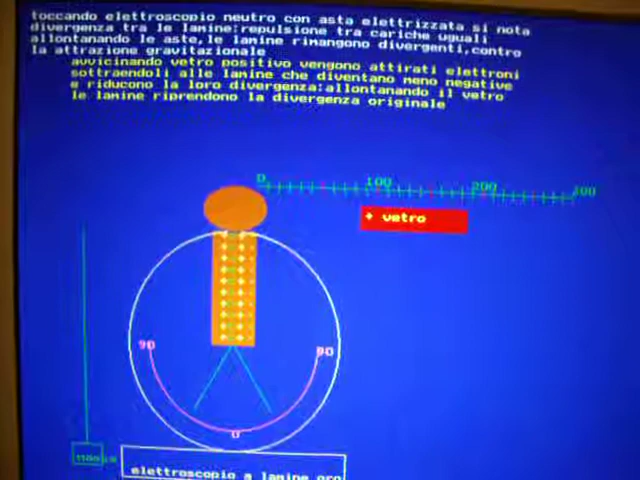 toccando elettroscopio neutro con asta elettrizzata si nota
divergenza tra le lamine:repulsione tra cariche uguali
allontanando le aste,le lamine rimangono divergenti,contro
la attrazione gravitazionale
avvicinando vetro positivo vengono attirati elettroni
sottraendoli alle lamine che diventano meno negative
e riducono la loro divergenza:allontanando il vetro
le lamine riprendono la divergenza originale
0 100 200 300
+ vetro
90 90
0
elettroscopio a lamine oro